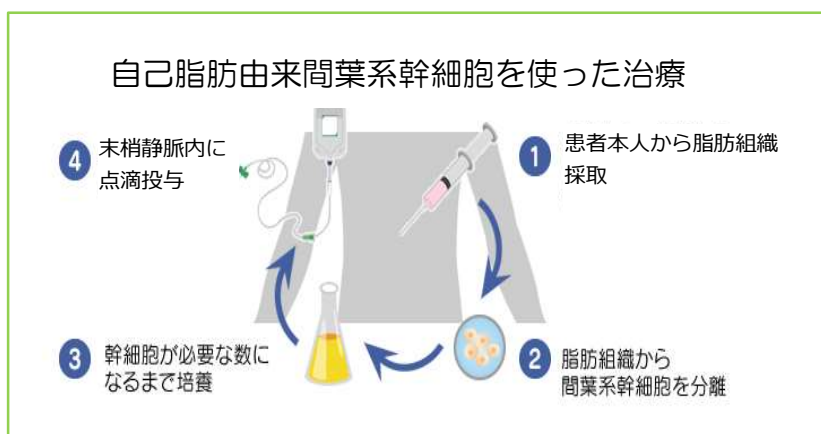 自己脂肪由来間葉系幹細胞を使った治療
1 患者本人から脂肪組織
採取
2 脂肪組織から
間葉系幹細胞を分離
3 幹細胞が必要な数に
なるまで培養
4 末梢静脈内に
点滴投与